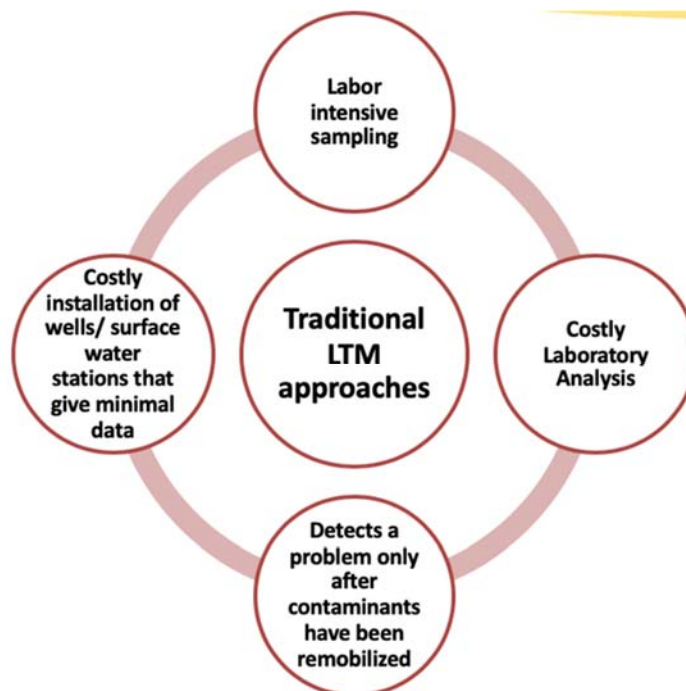 Labor
intensive
sampling
Costly
installation of
wells/ surface
water
stations that
give minimal
data
Traditional
LTM
approaches
Costly
Laboratory
Analysis
Detects a
problem only
after
contaminants
have been
remobilized